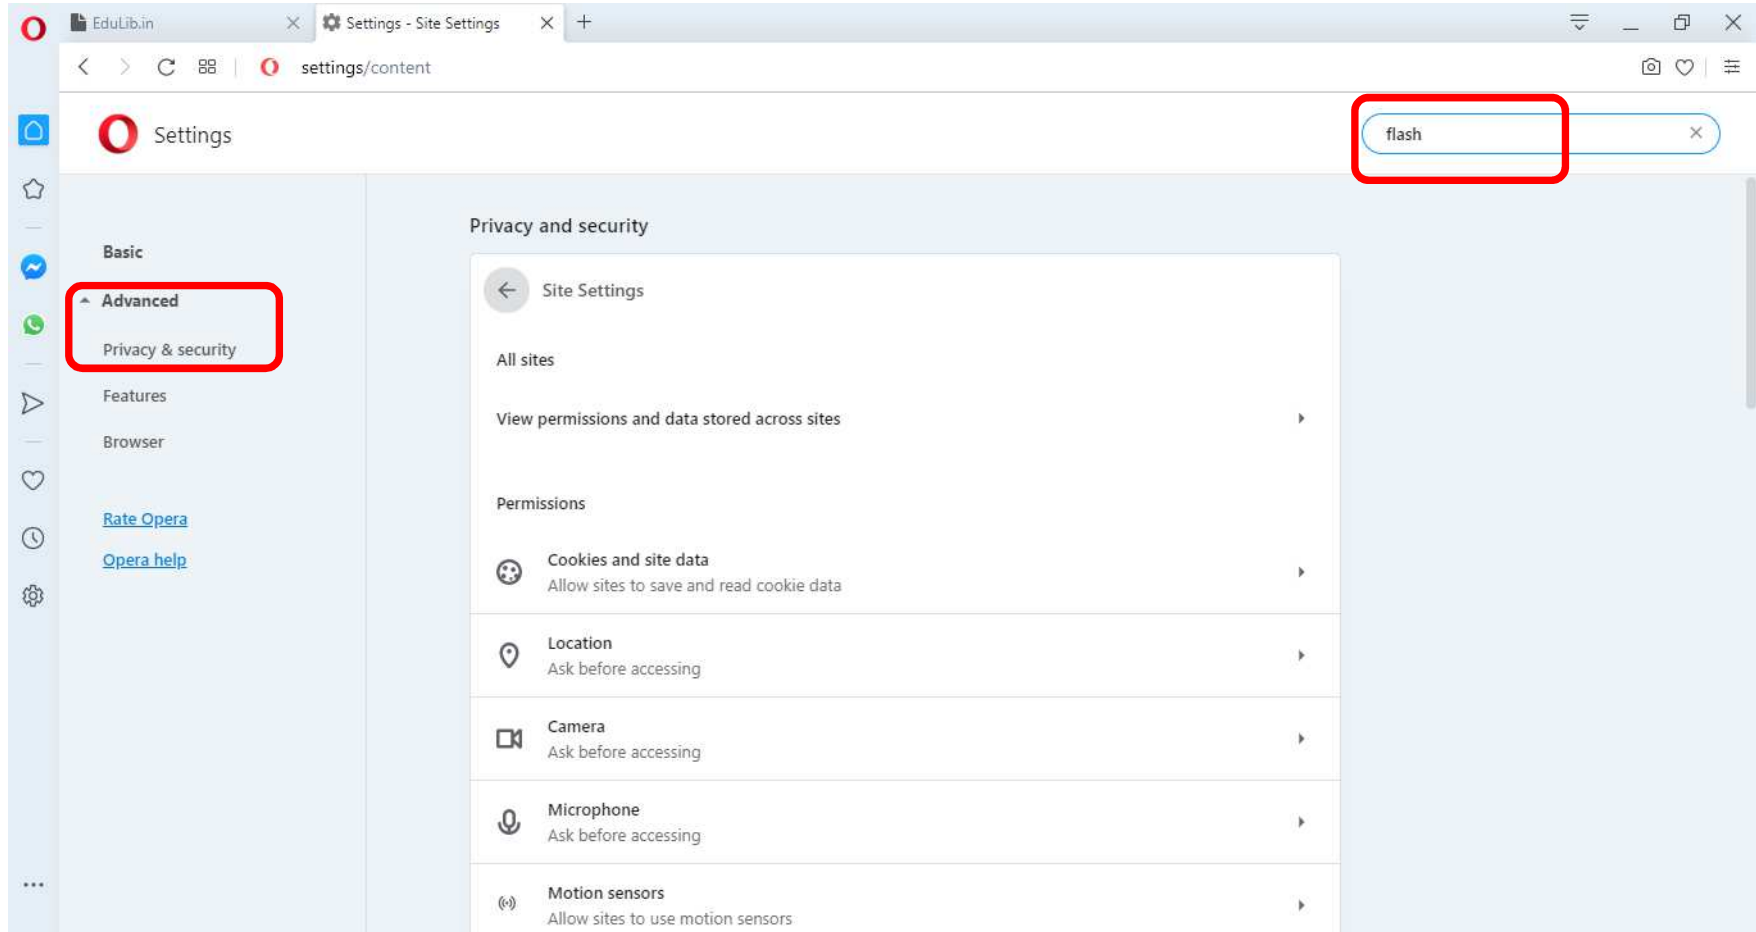 EduLib.in
Settings - Site Settings
settings/content
Settings
flash
Basic
Advanced
Privacy & security
Features
Browser
Rate Opera
Opera help
Privacy and security
Site Settings
All sites
View permissions and data stored across sites
Permissions
Cookies and site data
Allow sites to save and read cookie data
Location
Ask before accessing
Camera
Ask before accessing
Microphone
Ask before accessing
Motion sensors
Allow sites to use motion sensors